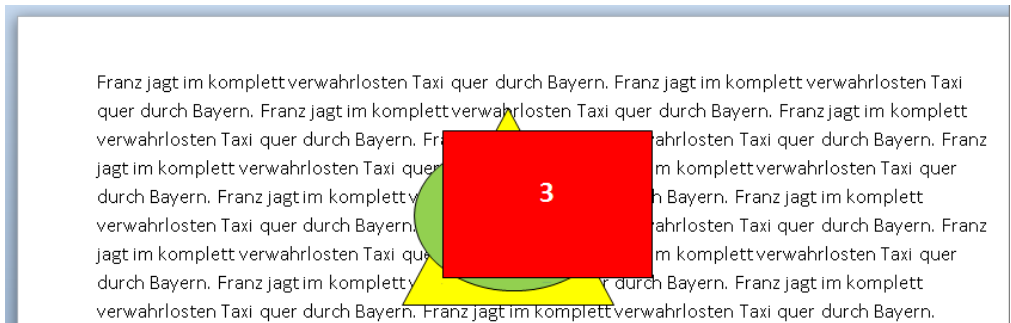 Franz jagt im komplett verwahrlosten Taxi quer durch Bayern. Franz jagt im komplett verwahrlosten Taxi
quer durch Bayern. Franz jagt im komplett verwahrlosten Taxi quer durch Bayern. Franz jagt im komplett
verwahrlosten Taxi quer durch Bayern. Fra ahrlosten Taxi quer durch Bayern. Franz
jagt im komplett verwahrlosten Taxi quer m komplett verwahrlosten Taxi quer
durch Bayern. Franz jagt im komplett v 3 h Bayern. Franz jagt im komplett
verwahrlosten Taxi quer durch Bayern. ahrlosten Taxi quer durch Bayern. Franz
jagt im komplett verwahrlosten Taxi que m komplett verwahrlosten Taxi quer
durch Bayern. Franz jagt im komplett v r durch Bayern. Franz jagt im komplett
verwahrlosten Taxi quer durch Bayern. Franz jagt im komplett verwahrlosten Taxi quer durch Bayern.